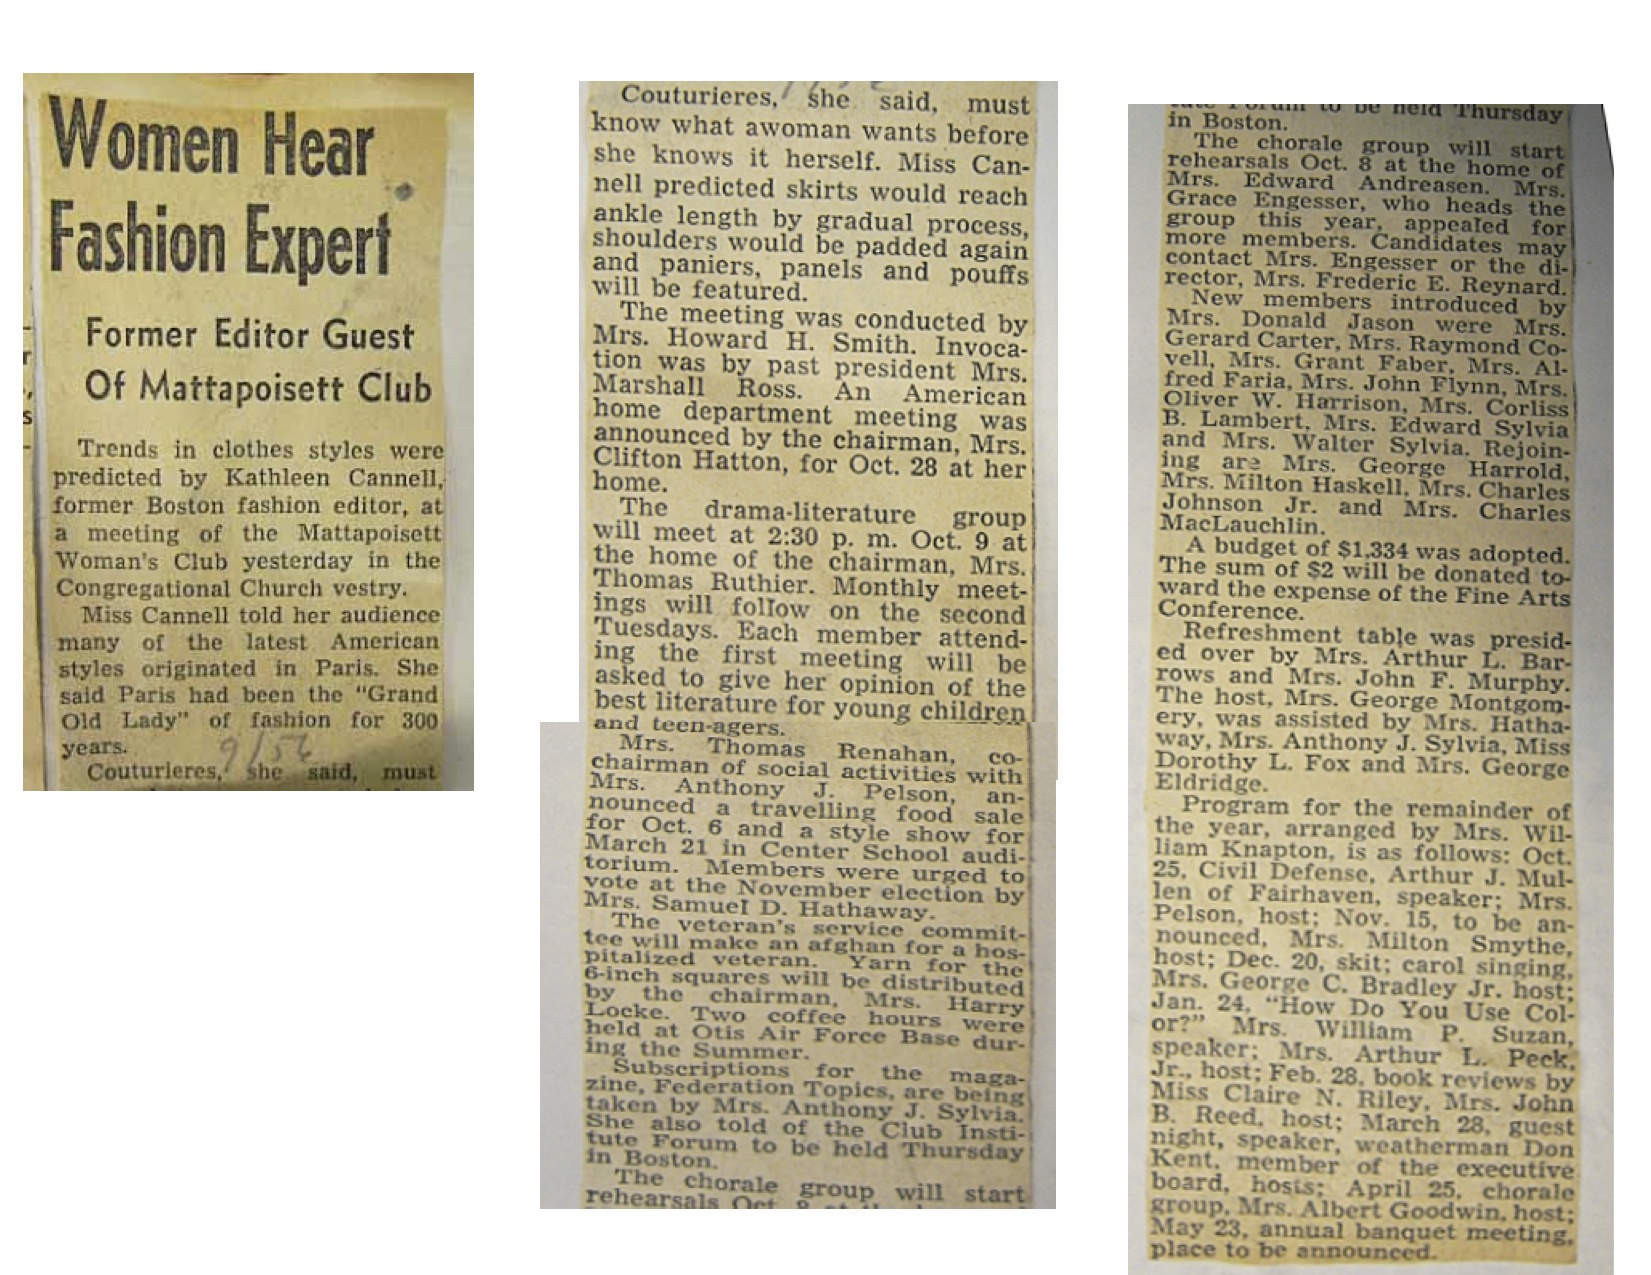 Women Hear
Fashion Expert
Former Editor Guest
Of Mattapoisett Club
Trends in clothes styles were
predicted by Kathleen Cannell,
former Boston fashion editor, at
a meeting of the Mattapoisett
Woman's Club yesterday in the
Congregational Church vestry.
Miss Cannell told her audience
many of the latest American
styles originated in Paris. She
said Paris had been the "Grand
Old Lady" of fashion for 300
years.
9/56
Couturieres, she said, must
Couturieres, she said, must
know what awoman wants before
she knows it herself. Miss Can-
nell predicted skirts would reach
ankle length by gradual process,
shoulders would be padded again
and paniers, panels and pouffs
will be featured.
The meeting was conducted by
Mrs. Howard H. Smith. Invoca-
tion was by past president Mrs.
Marshall Ross. An American
home department meeting was
announced by the chairman, Mrs.
Clifton Hatton, for Oct. 28 at her
home.
The drama-literature group
will meet at 2:30 p. m. Oct. 9 at
the home of the chairman, Mrs.
Thomas Ruthier. Monthly meet-
ings will follow on the second
Tuesdays. Each member attend-
ing the first meeting will be
asked to give her opinion of the
best literature for young children
and teen-agers.
Mrs. Thomas Renahan, co-
chairman of social activities with
Mrs. Anthony J. Pelson, an-
nounced a travelling food sale
for Oct. 6 and a style show for
March 21 in Center School audi-
torium. Members were urged to
vote at the November election by
Mrs. Samuel D. Hathaway.
The veteran's service commit-
tee will make an afghan for a hos-
pitalized veteran. Yarn for the
6-inch squares will be distributed
by the chairman, Mrs. Harry
Locke. Two coffee hours were
held at Otis Air Force Base dur-
ing the Summer.
Subscriptions for the maga-
zine, Federation Topics, are being
taken by Mrs. Anthony J. Sylvia.
She also told of the Club Insti-
tute Forum to be held Thursday
in Boston.
The chorale group will start
rehearsals Oct. 8 at the
tute Forum to be held Thursday
in Boston.
The chorale group will start
rehearsals Oct. 8 at the home of
Mrs. Edward Andreasen. Mrs.
Grace Engesser, who heads the
group this year, appealed for
more members. Candidates may
contact Mrs. Engesser or the di-
rector, Mrs. Frederic E. Reynard.
New members introduced by
Mrs. Donald Jason were Mrs.
Gerard Carter, Mrs. Raymond Co-
vell, Mrs. Grant Faber, Mrs. Al-
fred Faria, Mrs. John Flynn, Mrs.
Oliver W. Harrison, Mrs. Corliss
B. Lambert, Mrs. Edward Sylvia
and Mrs. Walter Sylvia. Rejoin-
ing are Mrs. George Harrold,
Mrs. Milton Haskell, Mrs. Charles
Johnson Jr. and Mrs. Charles
MacLauchlin.
A budget of $1,334 was adopted.
The sum of $2 will be donated to-
ward the expense of the Fine Arts
Conference.
Refreshment table was presid-
ed over by Mrs. Arthur L. Bar-
rows and Mrs. John F. Murphy.
The host, Mrs. George Montgom-
ery, was assisted by Mrs. Hatha-
way, Mrs. Anthony J. Sylvia, Miss
Dorothy L. Fox and Mrs. George
Eldridge.
Program for the remainder of
the year, arranged by Mrs. Wil-
liam Knapton, is as follows: Oct.
25, Civil Defense, Arthur J. Mul-
len of Fairhaven, speaker; Mrs.
Pelson, host; Nov. 15, to be an-
nounced, Mrs. Milton Smythe,
host; Dec. 20, skit; carol singing,
Mrs. George C. Bradley Jr. host;
Jan. 24, "How Do You Use Col-
or?" Mrs. William P. Suzan,
speaker; Mrs. Arthur L. Peck,
Jr., host; Feb. 28, book reviews by
Miss Claire N. Riley, Mrs. John
B. Reed, host; March 28, guest
night, speaker, weatherman Don
Kent, member of the executive
board, hosts; April 25, chorale
group, Mrs. Albert Goodwin, host;
May 23, annual banquet meeting,
place to be announced.